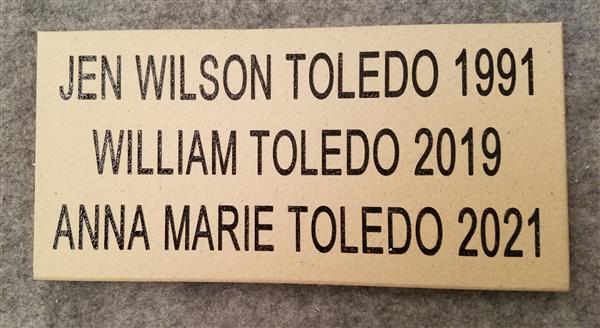 JEN WILSON TOLEDO 1991
WILLIAM TOLEDO 2019
ANNA MARIE TOLEDO 2021